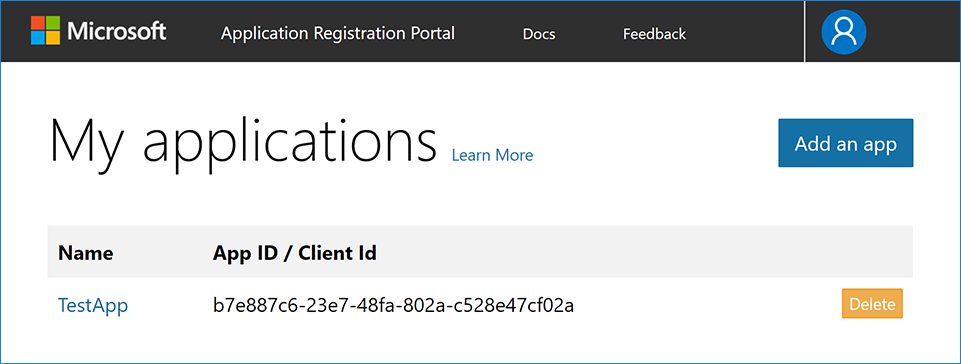 Microsoft Application Registration Portal Docs Feedback
My applications Learn More Add an app
Name App ID / Client Id
TestApp b7e887c6-23e7-48fa-802a-c528e47cf02a Delete